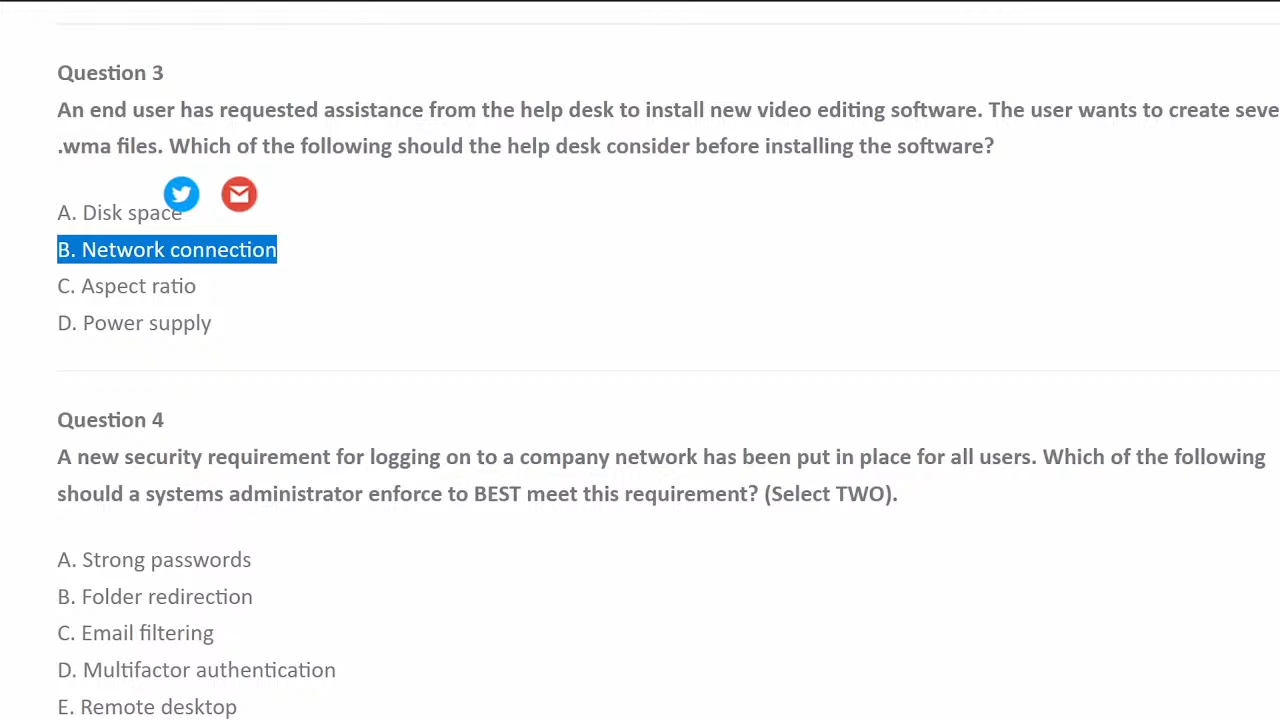 Question 3
An end user has requested assistance from the help desk to install new video editing software. The user wants to create seve
.wma files. Which of the following should the help desk consider before installing the software?
A. Disk space
B. Network connection
C. Aspect ratio
D. Power supply
Question 4
A new security requirement for logging on to a company network has been put in place for all users. Which of the following
should a systems administrator enforce to BEST meet this requirement? (Select TWO).
A. Strong passwords
B. Folder redirection
C. Email filtering
D. Multifactor authentication
E. Remote desktop